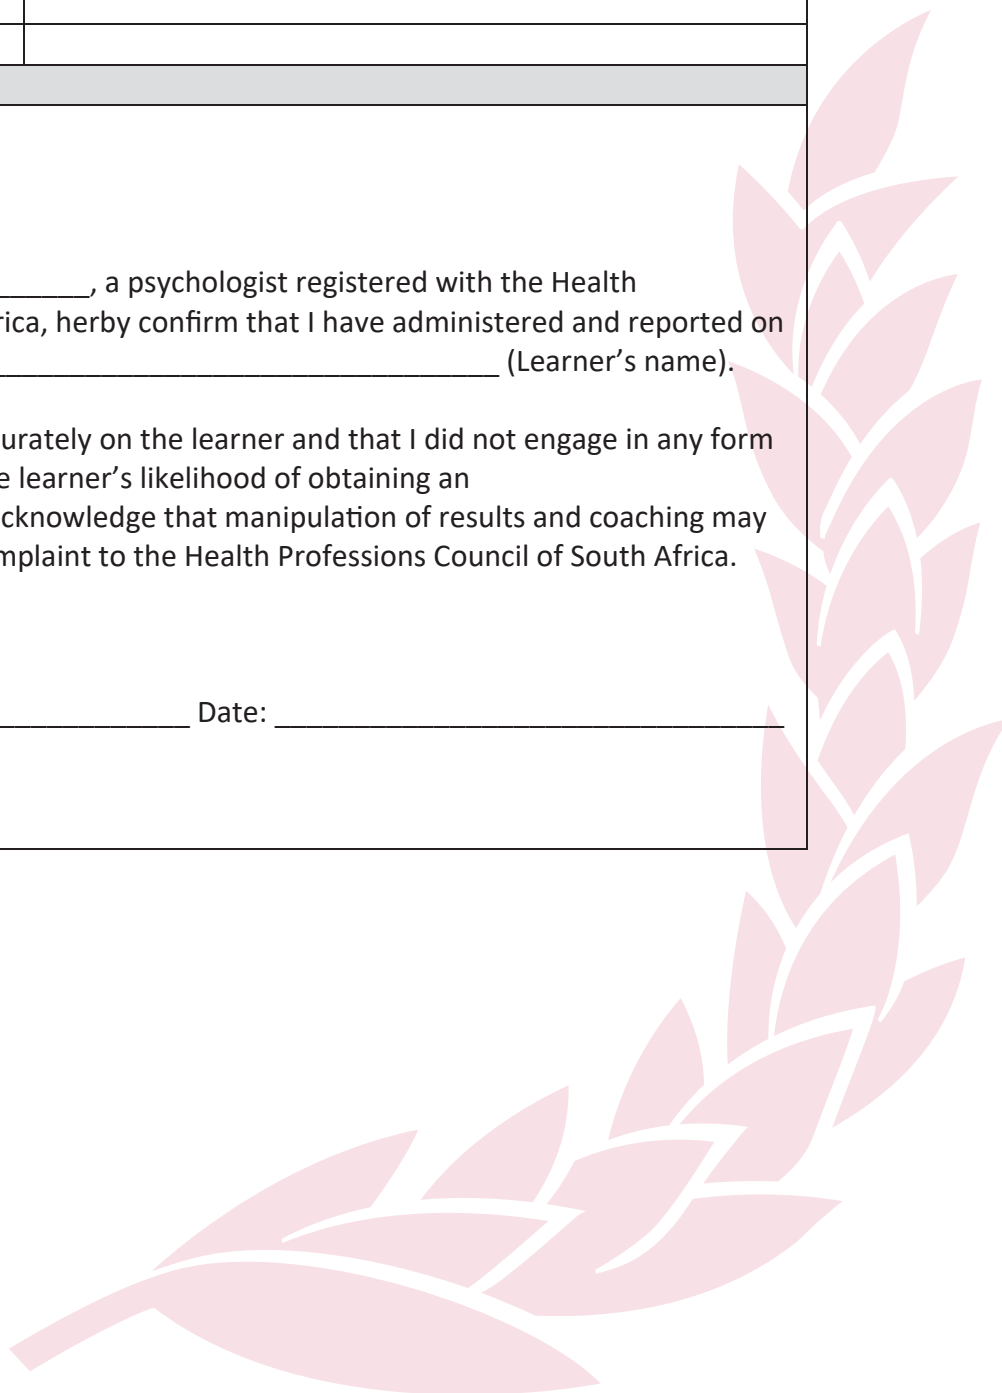 ______, a psychologist registered with the Health
rica, herby confirm that I have administered and reported on
________________________________ (Learner's name).
urately on the learner and that I did not engage in any form
e learner's likelihood of obtaining an
cknowledge that manipulation of results and coaching may
mplaint to the Health Professions Council of South Africa.
____________ Date: ________________________________